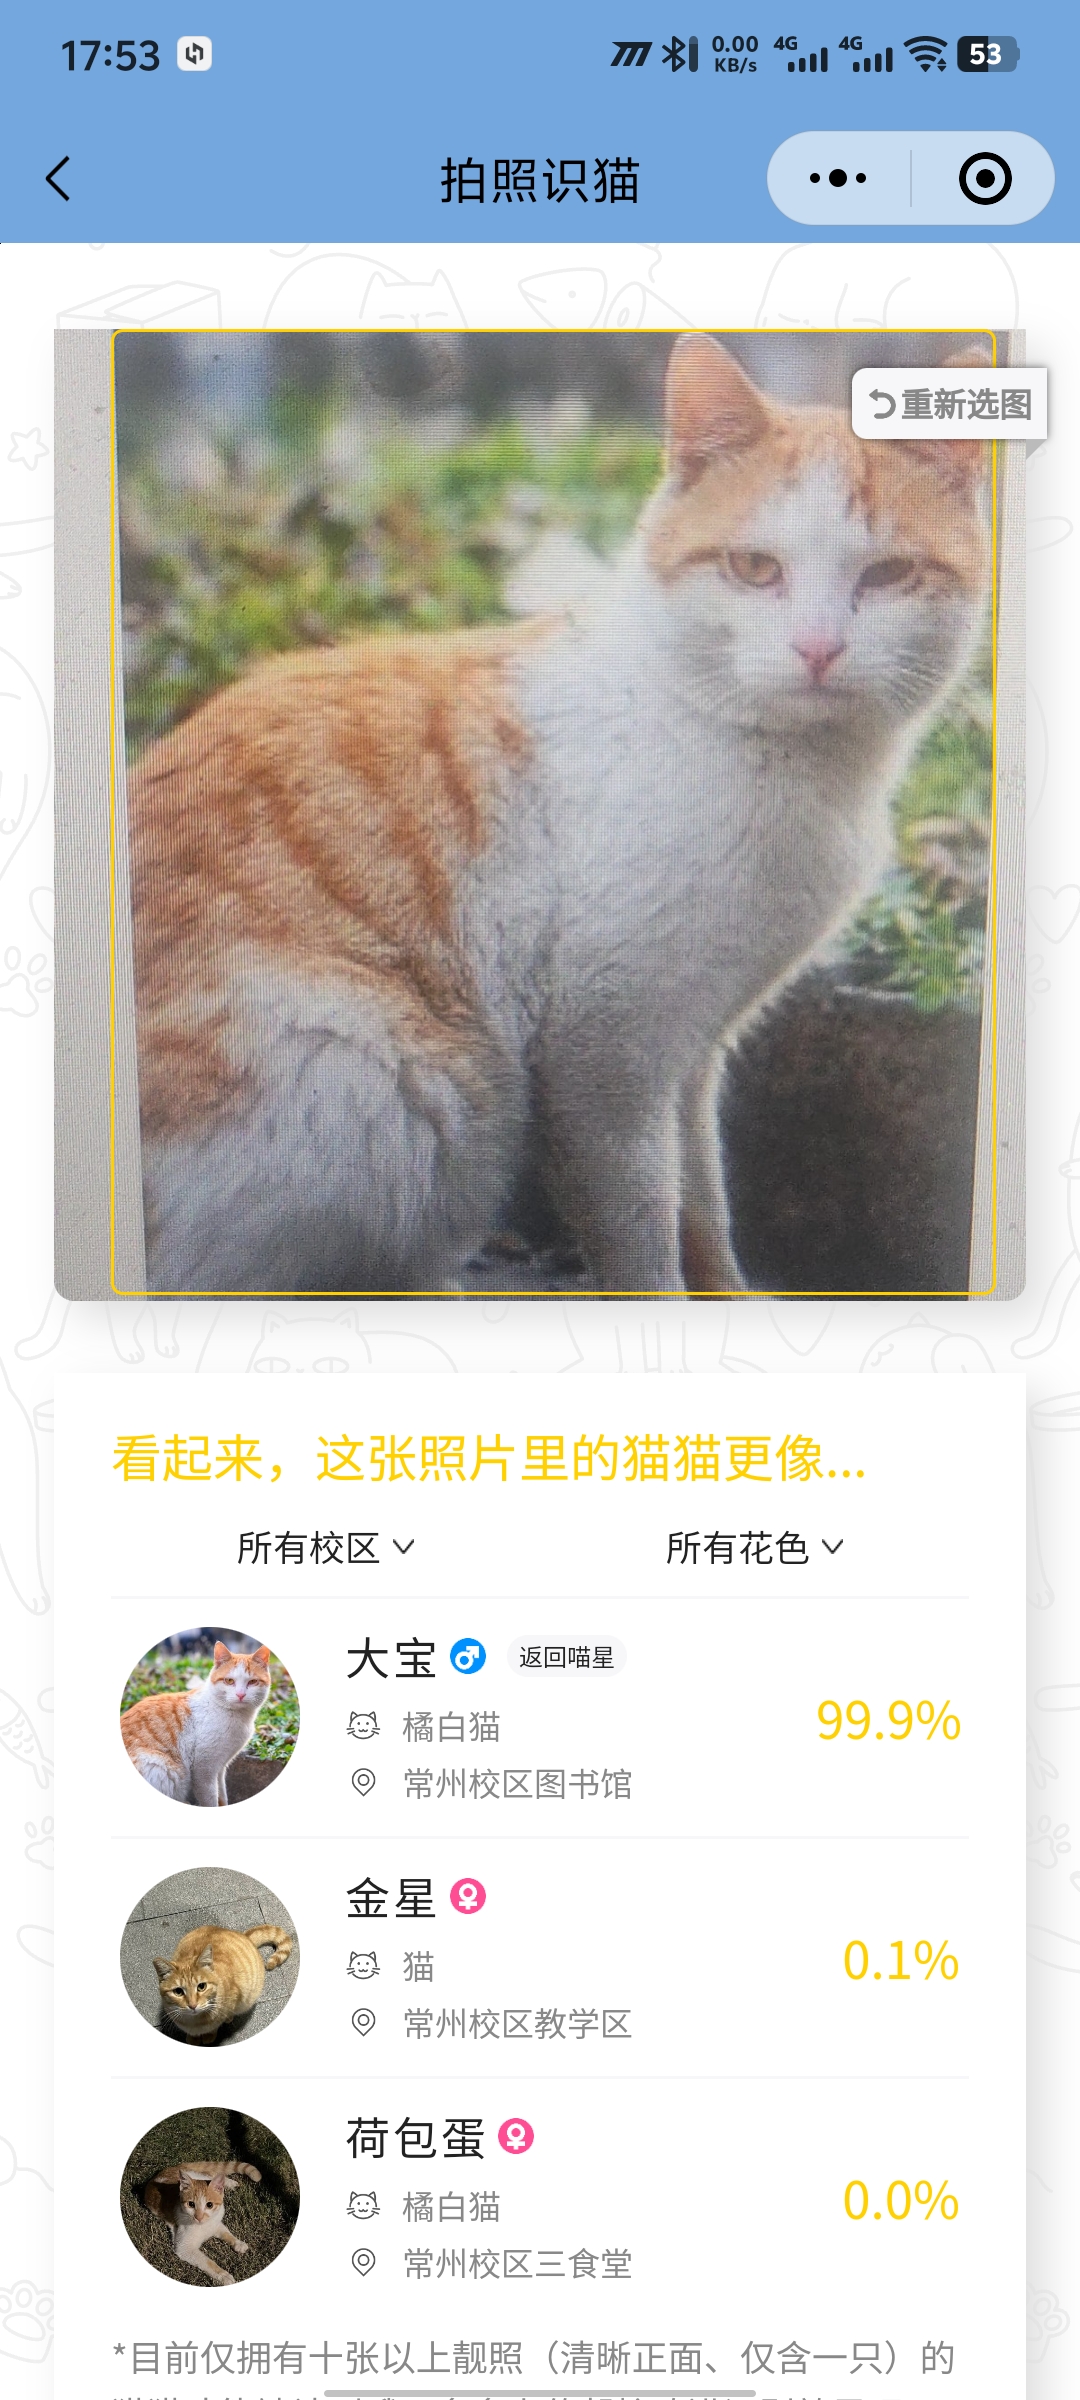 17:53
0.00
KB/s
4G
4G
53
拍照识猫
重新选图
看起来，这张照片里的猫猫更像...
所有校区
所有花色
大宝
返回喵星
橘白猫
99.9%
常州校区图书馆
金星
猫
0.1%
常州校区教学区
荷包蛋
橘白猫
0.0%
常州校区三食堂
*目前仅拥有十张以上靓照（清晰正面、仅含一只）的